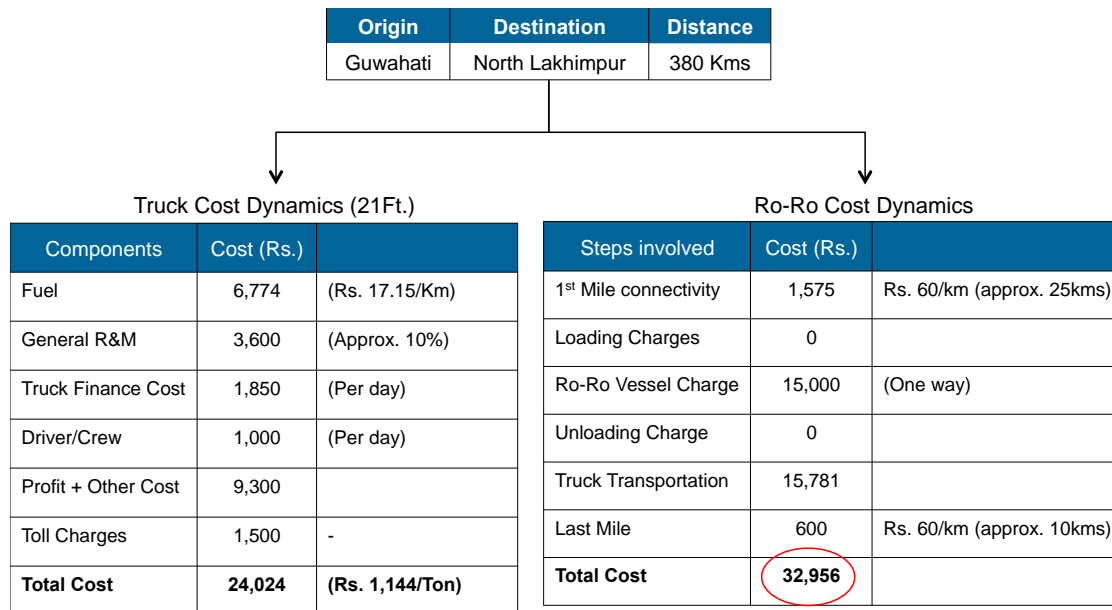 Origin Destination Distance
Guwahati North Lakhimpur 380 Kms
Truck Cost Dynamics (21Ft.)
Components Cost (Rs.)
Fuel 6,774 (Rs. 17.15/Km)
General R&M 3,600 (Approx. 10%)
Truck Finance Cost 1,850 (Per day)
Driver/Crew 1,000 (Per day)
Profit + Other Cost 9,300
Toll Charges 1,500 -
Total Cost 24,024 (Rs. 1,144/Ton)
Ro-Ro Cost Dynamics
Steps involved Cost (Rs.)
1st Mile connectivity 1,575 Rs. 60/km (approx. 25kms)
Loading Charges 0
Ro-Ro Vessel Charge 15,000 (One way)
Unloading Charge 0
Truck Transportation 15,781
Last Mile 600 Rs. 60/km (approx. 10kms)
Total Cost 32,956